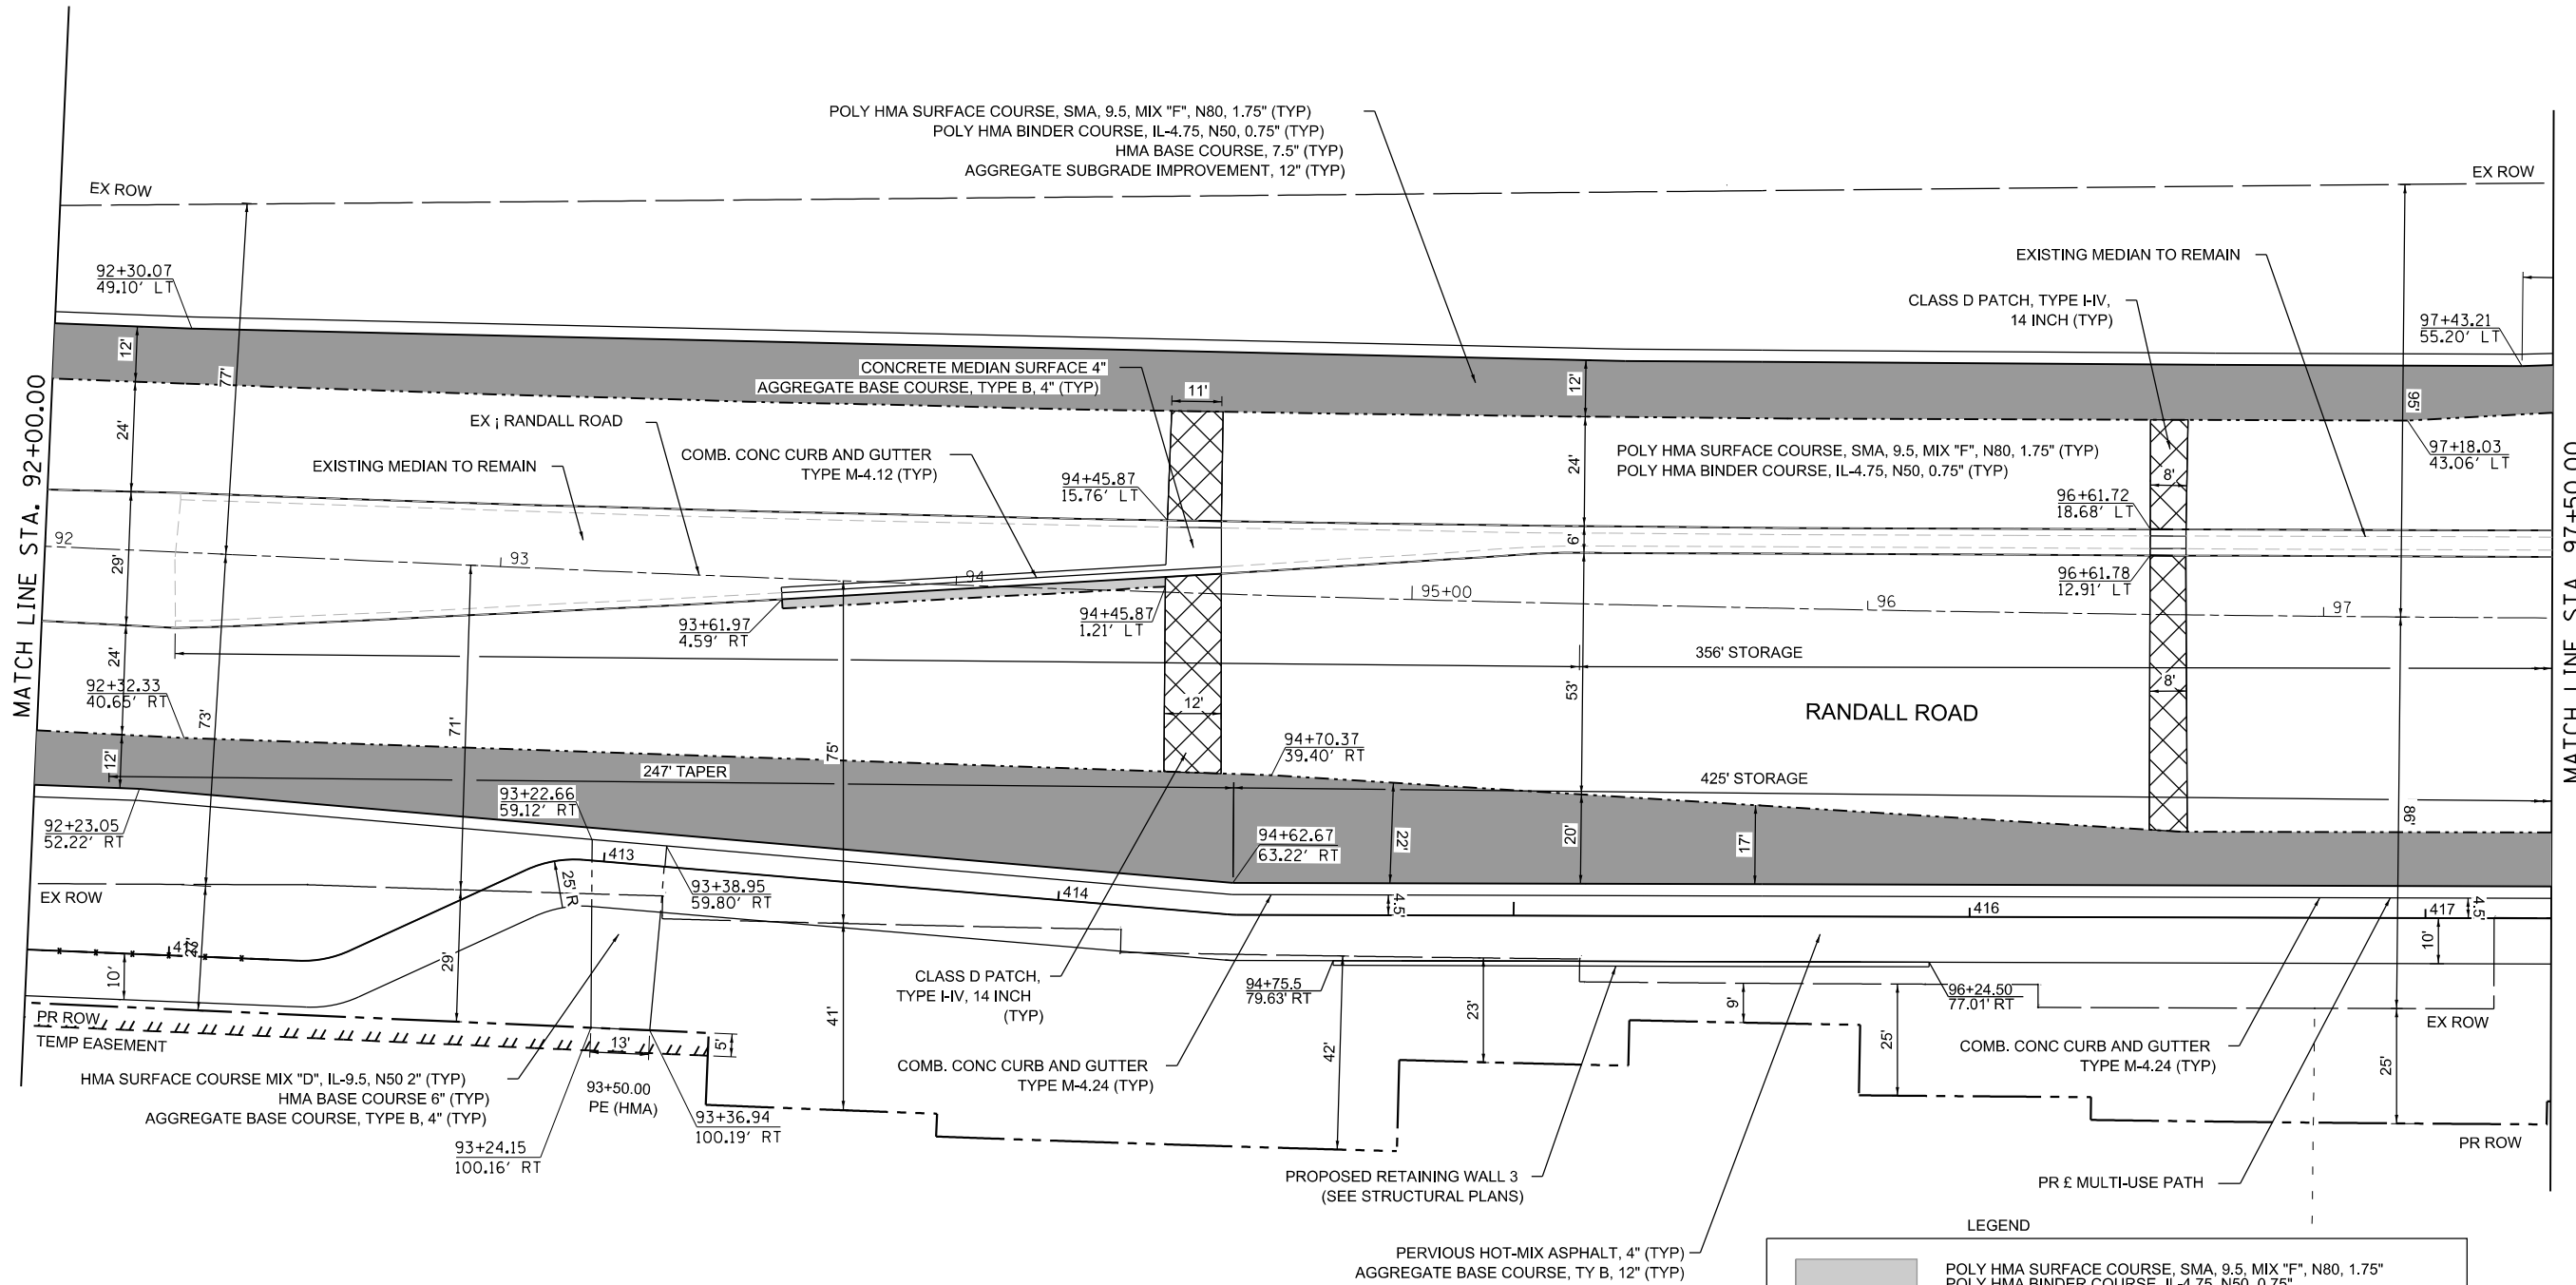 POLY HMA SURFACE COURSE, SMA, 9.5, MIX "F", N80, 1.75" (TYP)
POLY HMA BINDER COURSE, IL-4.75, N50, 0.75" (TYP)
HMA BASE COURSE, 7.5" (TYP)
AGGREGATE SUBGRADE IMPROVEMENT, 12" (TYP)
EX ROW
EX ROW
EXISTING MEDIAN TO REMAIN
CLASS D PATCH, TYPE I-IV,
14 INCH (TYP)
92+30.07
49.10' LT
97+43.21
55.20' LT
12'
77'
CONCRETE MEDIAN SURFACE 4"
AGGREGATE BASE COURSE, TYPE B, 4" (TYP)
11'
12'
95'
MATCH LINE STA. 92+00.00
24'
EX ¡ RANDALL ROAD
EXISTING MEDIAN TO REMAIN
COMB. CONC CURB AND GUTTER
TYPE M-4.12 (TYP)
94+45.87
15.76' LT
24'
POLY HMA SURFACE COURSE, SMA, 9.5, MIX "F", N80, 1.75" (TYP)
POLY HMA BINDER COURSE, IL-4.75, N50, 0.75" (TYP)
8'
97+18.03
43.06' LT
96+61.72
18.68' LT
MATCH LINE STA. 97+50.00
92
93
94
95+00
96
97
29'
6'
96+61.78
12.91' LT
93+61.97
4.59' RT
94+45.87
1.21' LT
24'
356' STORAGE
92+32.33
40.65' RT
73'
71'
75'
12'
53'
8'
RANDALL ROAD
12'
247' TAPER
94+70.37
39.40' RT
425' STORAGE
93+22.66
59.12' RT
92+23.05
52.22' RT
94+62.67
63.22' RT
22'
20'
17'
86'
413
25' R
93+38.95
59.80' RT
414
EX ROW
4.5'
416
417
4.5'
412
10'
29'
10'
CLASS D PATCH,
TYPE I-IV, 14 INCH
(TYP)
94+75.5
79.63' RT
96+24.50
77.01' RT
PR ROW
TEMP EASEMENT
13'
5'
41'
42'
23'
9'
25'
EX ROW
25'
HMA SURFACE COURSE MIX "D", IL-9.5, N50 2" (TYP)
HMA BASE COURSE 6" (TYP)
AGGREGATE BASE COURSE, TYPE B, 4" (TYP)
93+50.00
PE (HMA)
93+36.94
100.19' RT
93+24.15
100.16' RT
COMB. CONC CURB AND GUTTER
TYPE M-4.24 (TYP)
COMB. CONC CURB AND GUTTER
TYPE M-4.24 (TYP)
PR ROW
PROPOSED RETAINING WALL 3
(SEE STRUCTURAL PLANS)
PR £ MULTI-USE PATH
LEGEND
PERVIOUS HOT-MIX ASPHALT, 4" (TYP)
AGGREGATE BASE COURSE, TY B, 12" (TYP)
POLY HMA SURFACE COURSE, SMA, 9.5, MIX "F", N80, 1.75"
POLY HMA BINDER COURSE, IL-4.75, N50, 0.75"